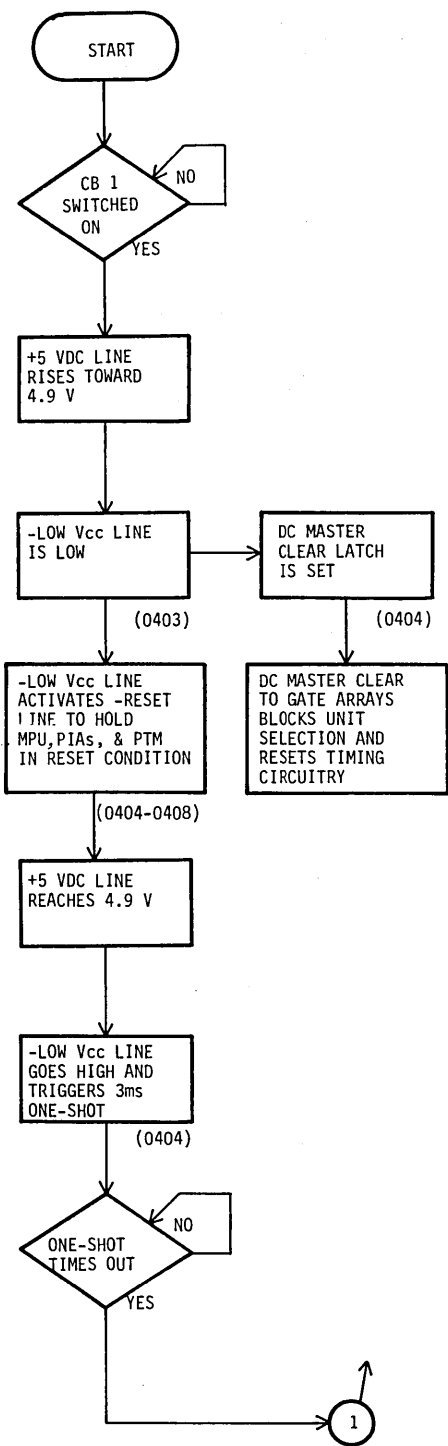 START
CB 1
SWITCHED
ON
NO
YES
+5 VDC LINE
RISES TOWARD
4.9 V
-LOW Vcc LINE
IS LOW
(0403)
DC MASTER
CLEAR LATCH
IS SET
(0404)
-LOW Vcc LINE
ACTIVATES -RESET
LINE TO HOLD
MPU,PIAs, & PTM
IN RESET CONDITION
(0404-0408)
DC MASTER CLEAR
TO GATE ARRAYS
BLOCKS UNIT
SELECTION AND
RESETS TIMING
CIRCUITRY
+5 VDC LINE
REACHES 4.9 V
-LOW Vcc LINE
GOES HIGH AND
TRIGGERS 3ms
ONE-SHOT
(0404)
ONE-SHOT
TIMES OUT
NO
YES
1